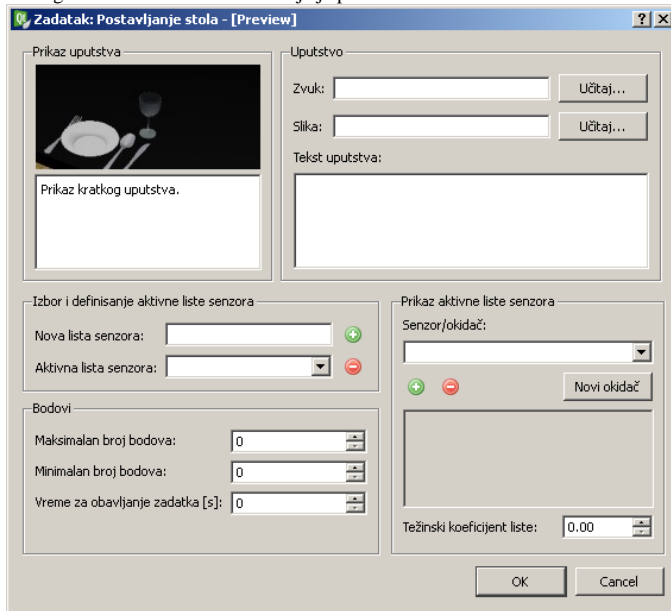 Zadatak: Postavljanje stola - [Preview]
Prikaz uputstva
Prikaz kratkog uputstva.
Uputstvo
Zvuk:
Učitaj...
Slika:
Učitaj...
Tekst uputstva:
Izbor i definisanje aktivne liste senzora
Nova lista senzora:
Aktivna lista senzora:
Bodovi
Maksimalan broj bodova:
0
Minimalan broj bodova:
0
Vreme za obavljanje zadatka [s]:
0
Prikaz aktivne liste senzora
Senzor/okidač:
Novi okidač
Težinski koeficijent liste:
0.00
OK
Cancel